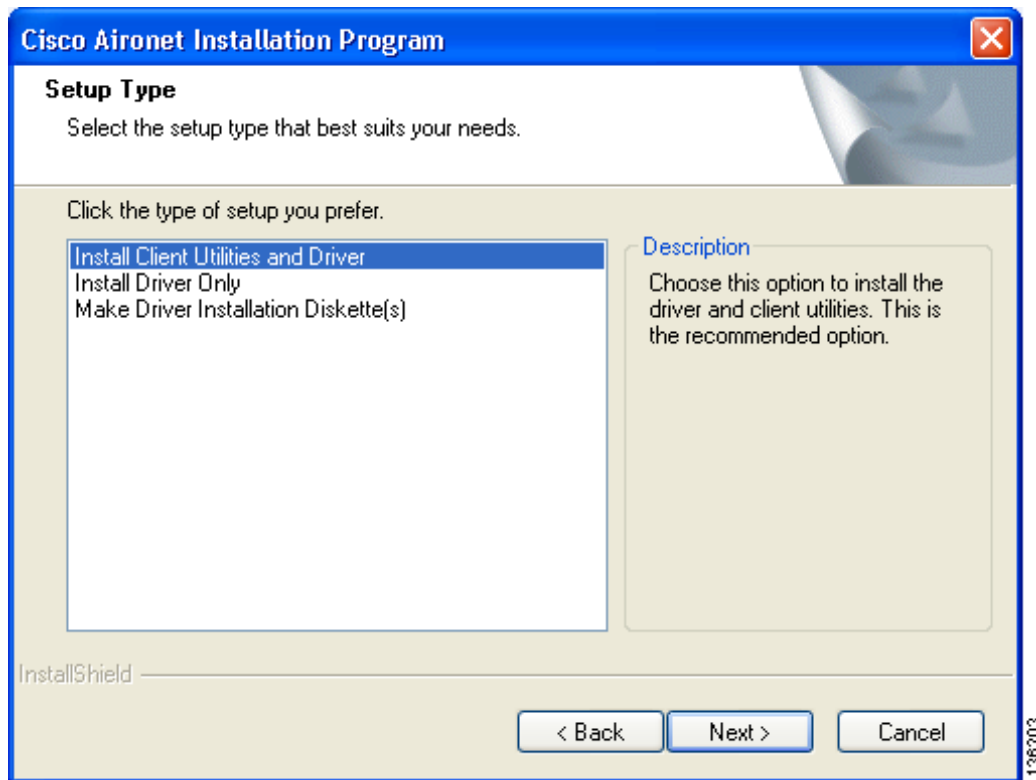 Cisco Aironet Installation Program
Setup Type
Select the setup type that best suits your needs.
Click the type of setup you prefer.
Install Client Utilities and Driver
Install Driver Only
Make Driver Installation Diskette(s)
Description
Choose this option to install the
driver and client utilities. This is
the recommended option.
InstallShield
< Back
Next >
Cancel